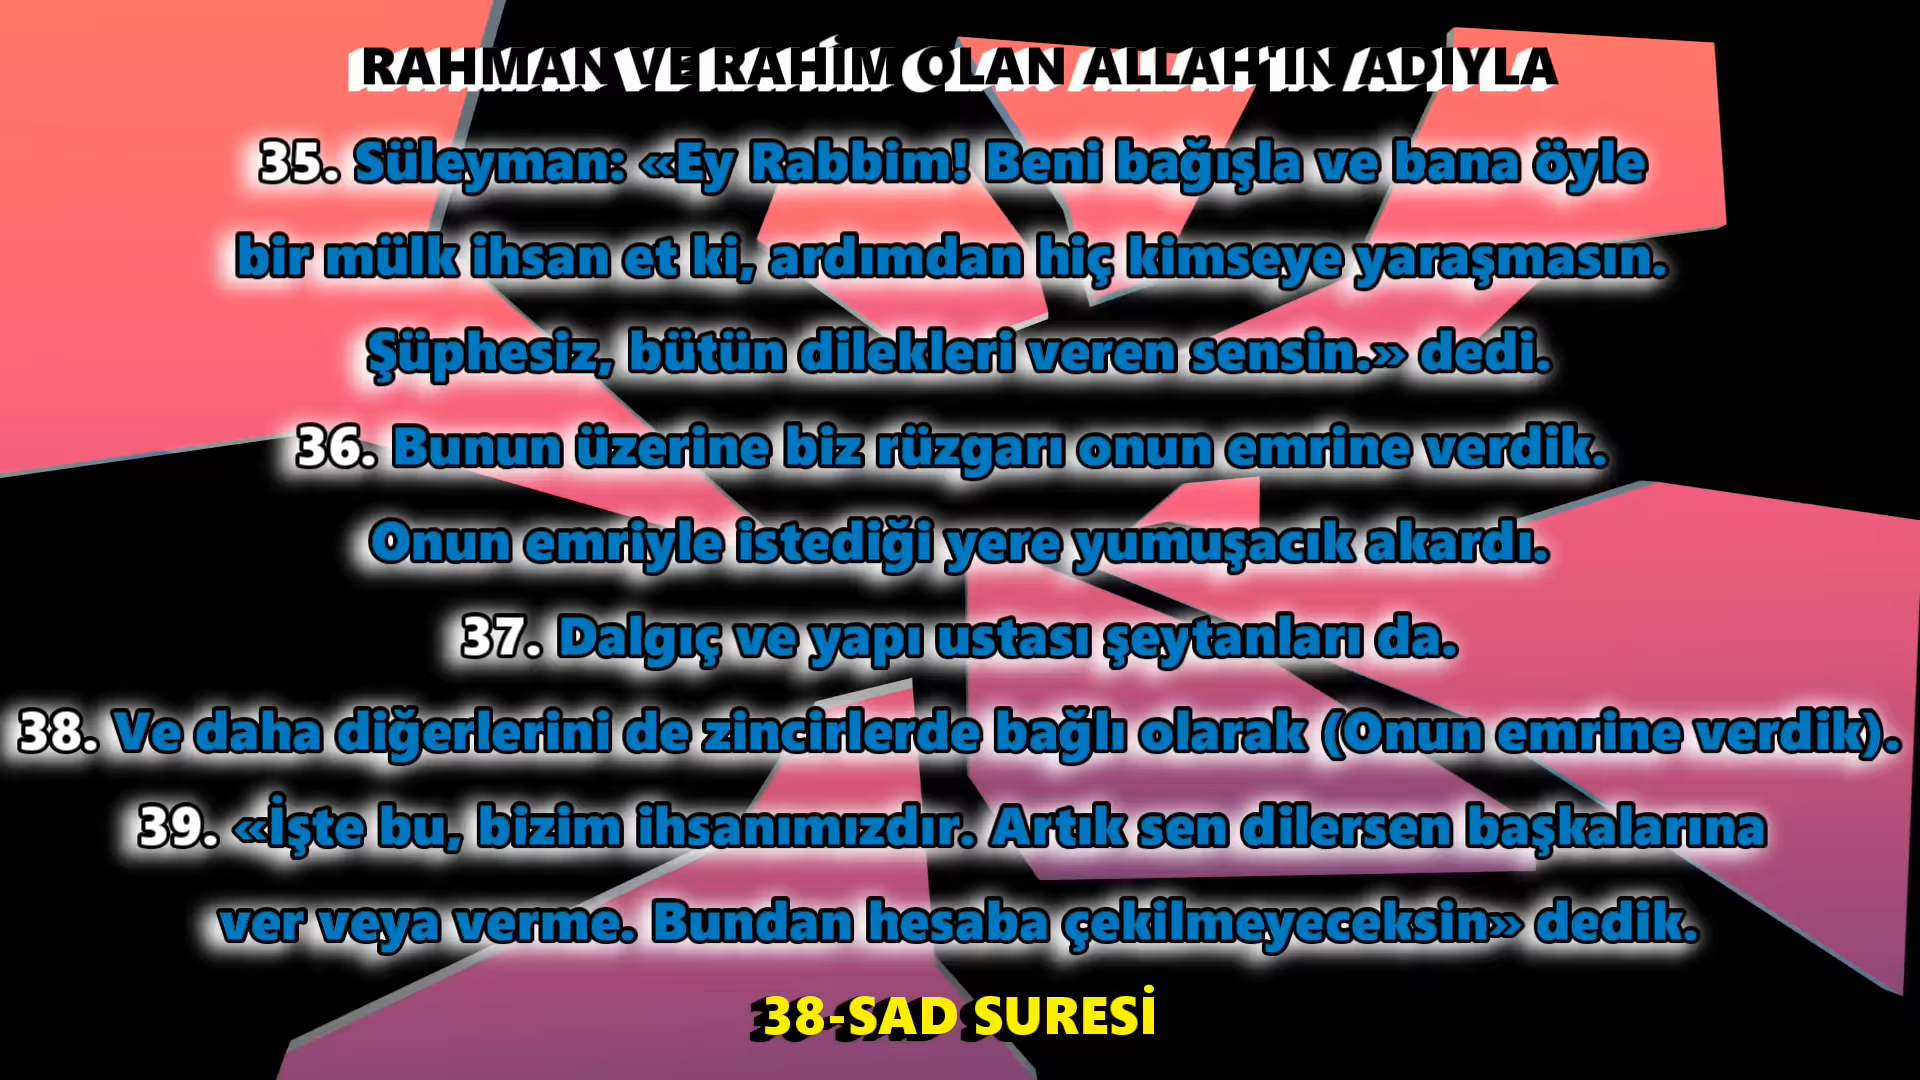 RAHMAN VE RAHİM OLAN ALLAH'IN ADIYLA
35. Süleyman: «Ey Rabbim! Beni bağışla ve bana öyle
bir mülk ihsan et ki, ardımdan hiç kimseye yaraşmasın.
Şüphesiz, bütün dilekleri veren sensin.» dedi.
36. Bunun üzerine biz rüzgarı onun emrine verdik.
Onun emriyle istediği yere yumuşacık akardı.
37. Dalgıç ve yapı ustası şeytanları da.
38. Ve daha diğerlerini de zincirlerde bağlı olarak (Onun emrine verdik).
39. «İşte bu, bizim ihsanımızdır. Artık sen dilersen başkalarına
ver veya verme. Bundan hesaba çekilmeyeceksin» dedik.
38-SAD SURESİ